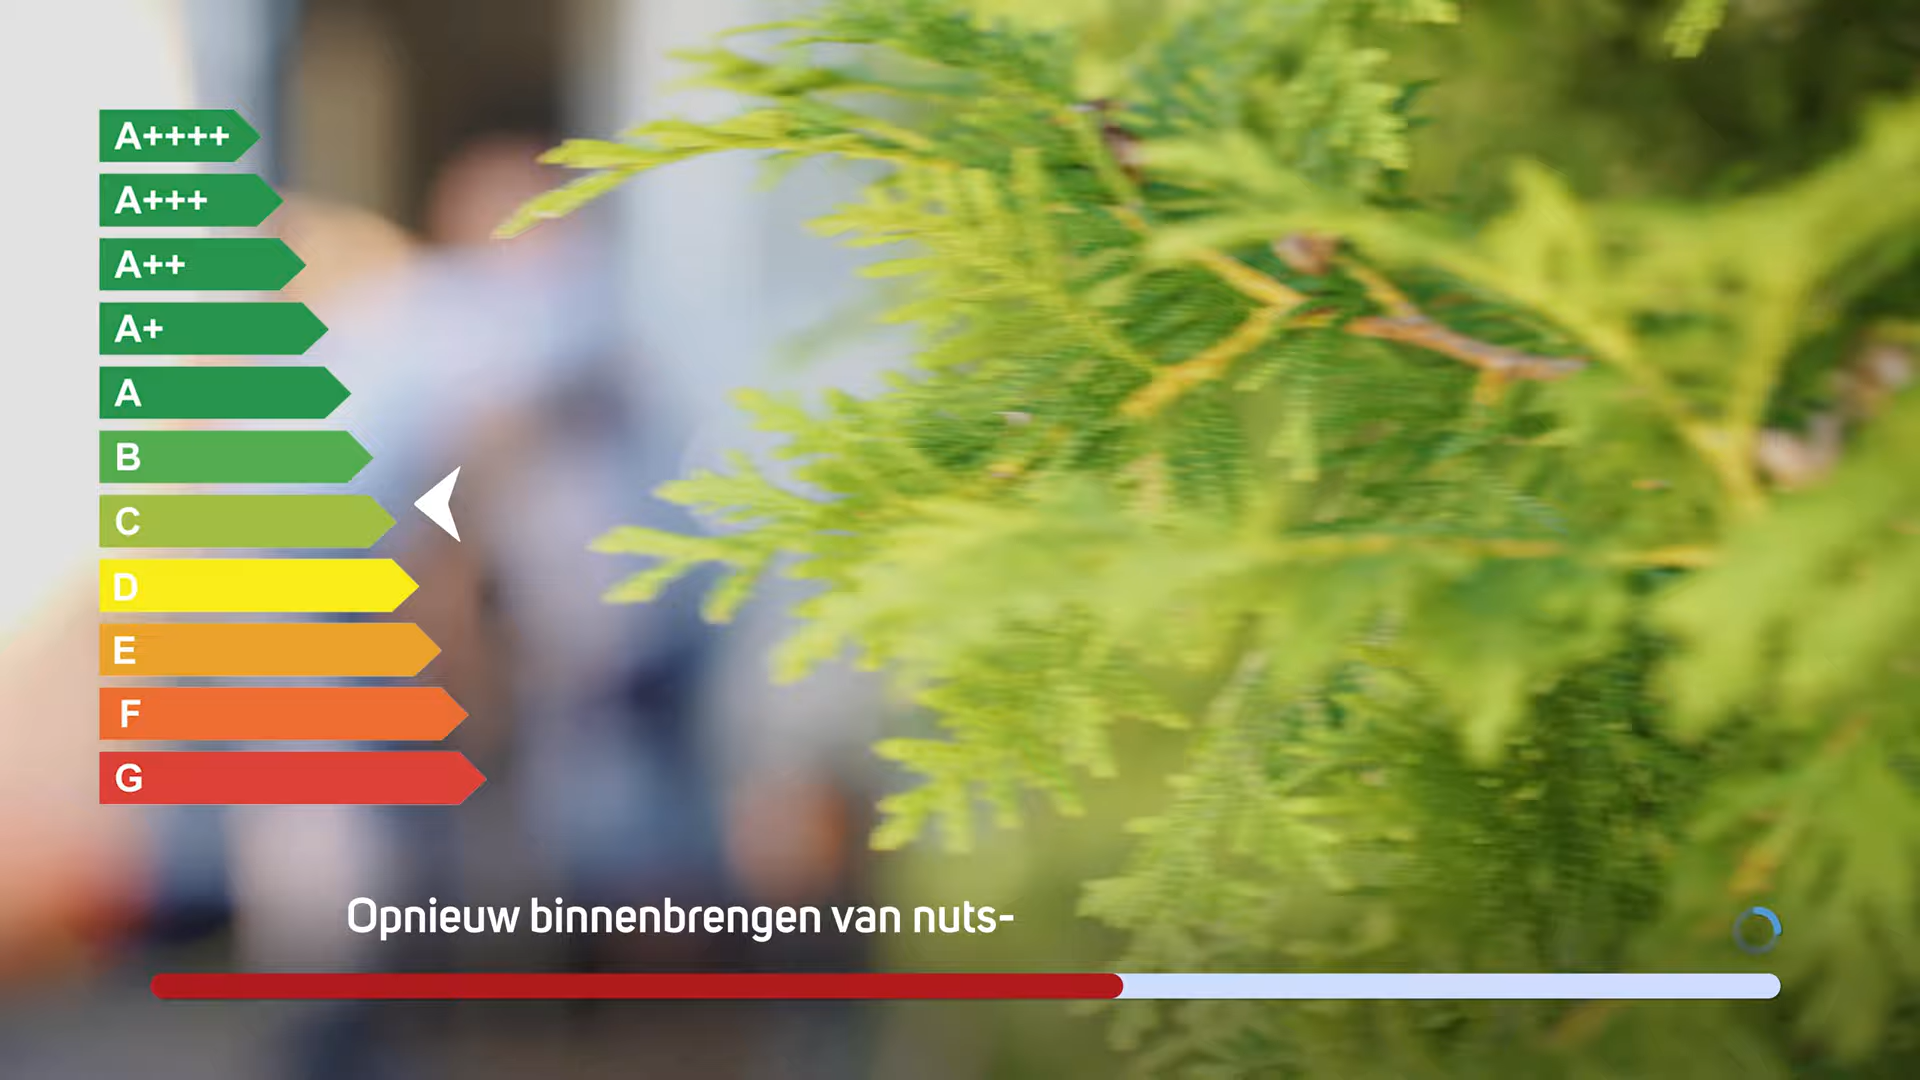 A++++
A+++
A++
A+
A
B
C
D
E
F
G
Opnieuw binnenbrengen van nuts-